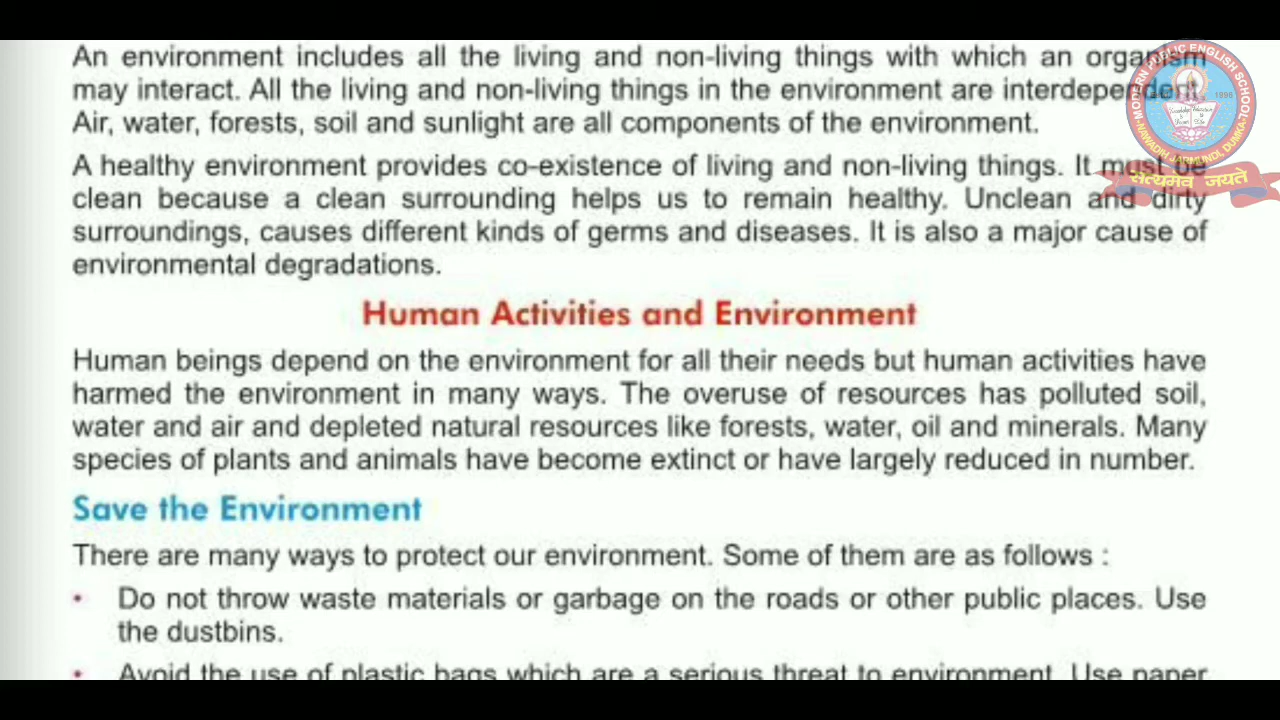 An environment includes all the living and non-living things with which an organism
may interact. All the living and non-living things in the environment are interdependent.
Air, water, forests, soil and sunlight are all components of the environment.
A healthy environment provides co-existence of living and non-living things. It must be
clean because a clean surrounding helps us to remain healthy. Unclean and dirty
surroundings, causes different kinds of germs and diseases. It is also a major cause of
environmental degradations.
Human Activities and Environment
Human beings depend on the environment for all their needs but human activities have
harmed the environment in many ways. The overuse of resources has polluted soil,
water and air and depleted natural resources like forests, water, oil and minerals. Many
species of plants and animals have become extinct or have largely reduced in number.
Save the Environment
There are many ways to protect our environment. Some of them are as follows :
• Do not throw waste materials or garbage on the roads or other public places. Use
the dustbins.
• Avoid the use of plastic bags which are a serious threat to environment. Use paper
MODERN PUBLIC ENGLISH SCHOOL
1996
NAWADIH JARMUNDI, DUMKA
सत्यमेव जयते